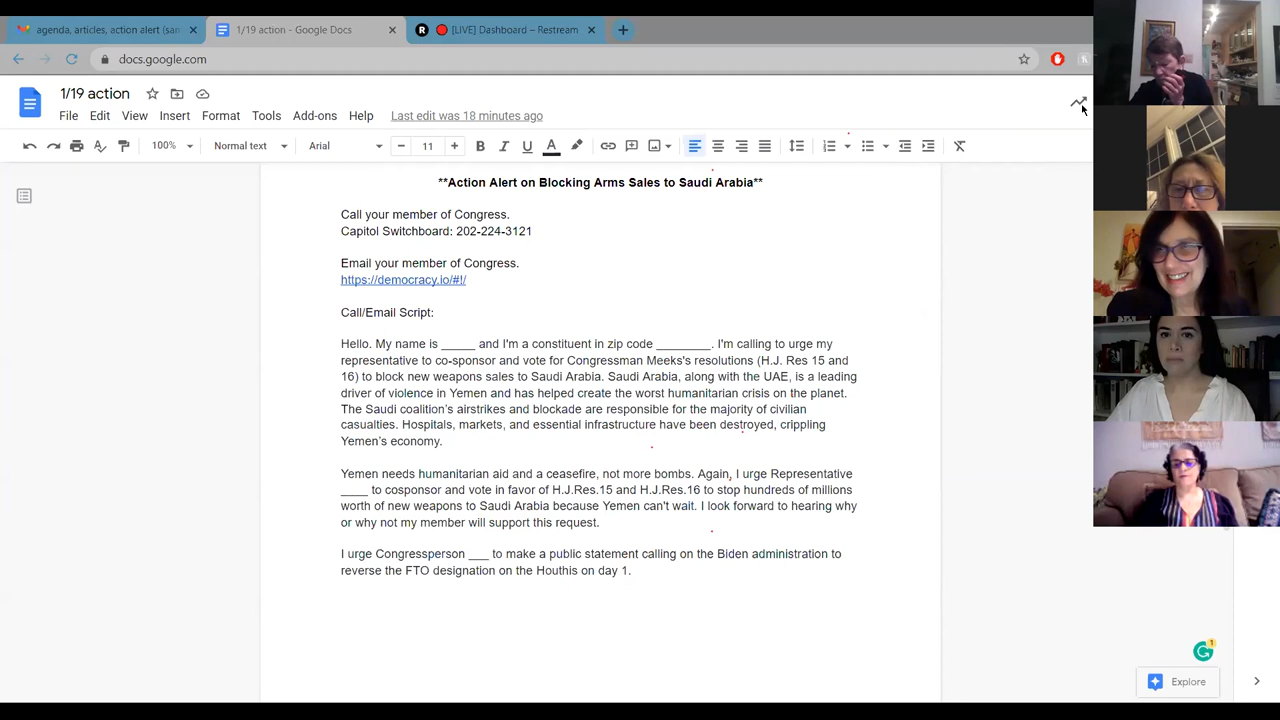 agenda, articles, action alert (san
1/19 action - Google Docs
[LIVE] Dashboard – Restream
docs.google.com
1/19 action
File Edit View Insert Format Tools Add-ons Help Last edit was 18 minutes ago
100% Normal text Arial 11 B I U A
**Action Alert on Blocking Arms Sales to Saudi Arabia**
Call your member of Congress.
Capitol Switchboard: 202-224-3121
Email your member of Congress.
https://democracy.io/#!/
Call/Email Script:
Hello. My name is _____ and I'm a constituent in zip code ________. I'm calling to urge my
representative to co-sponsor and vote for Congressman Meeks's resolutions (H.J. Res 15 and
16) to block new weapons sales to Saudi Arabia. Saudi Arabia, along with the UAE, is a leading
driver of violence in Yemen and has helped create the worst humanitarian crisis on the planet.
The Saudi coalition’s airstrikes and blockade are responsible for the majority of civilian
casualties. Hospitals, markets, and essential infrastructure have been destroyed, crippling
Yemen’s economy.
Yemen needs humanitarian aid and a ceasefire, not more bombs. Again, I urge Representative
____ to cosponsor and vote in favor of H.J.Res.15 and H.J.Res.16 to stop hundreds of millions
worth of new weapons to Saudi Arabia because Yemen can't wait. I look forward to hearing why
or why not my member will support this request.
I urge Congressperson ___ to make a public statement calling on the Biden administration to
reverse the FTO designation on the Houthis on day 1.
1
Explore